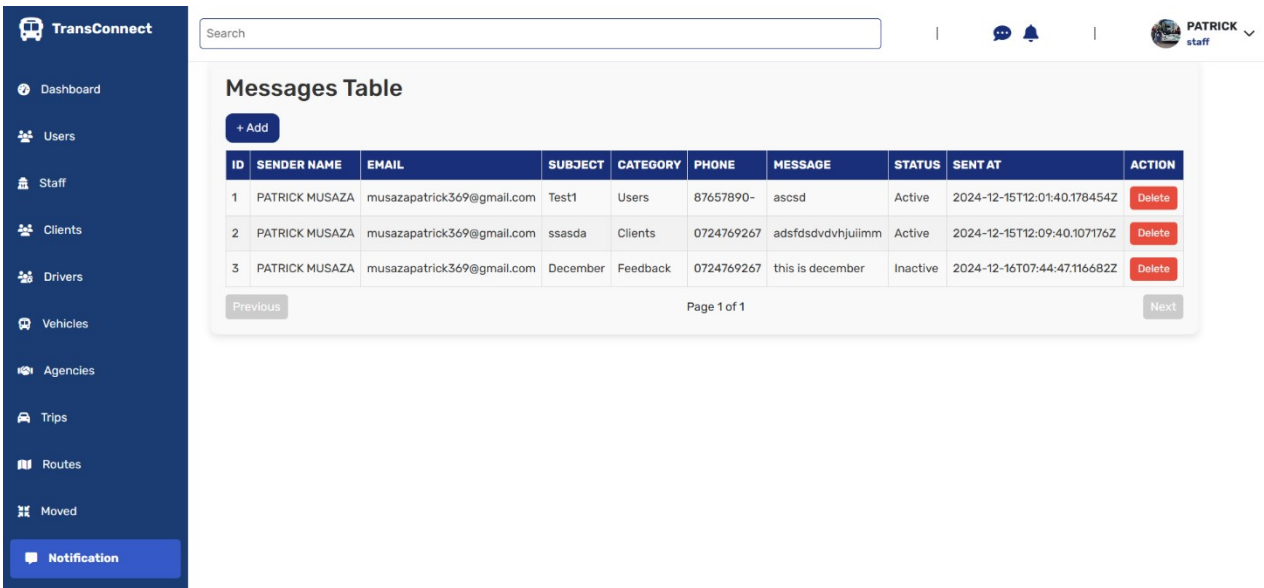 TransConnect
Dashboard
Users
Staff
Clients
Drivers
Vehicles
Agencies
Trips
Routes
Moved
Notification
Search
PATRICK
staff
Messages Table
+ Add
ID SENDER NAME EMAIL SUBJECT CATEGORY PHONE MESSAGE STATUS SENT AT ACTION
1 PATRICK MUSAZA musazapatrick369@gmail.com Test1 Users 87657890- ascsd Active 2024-12-15T12:01:40.178454Z Delete
2 PATRICK MUSAZA musazapatrick369@gmail.com ssasda Clients 0724769267 adsfdsdvdvhjuiimm Active 2024-12-15T12:09:40.107176Z Delete
3 PATRICK MUSAZA musazapatrick369@gmail.com December Feedback 0724769267 this is december Inactive 2024-12-16T07:44:47.116682Z Delete
Previous Page 1 of 1 Next